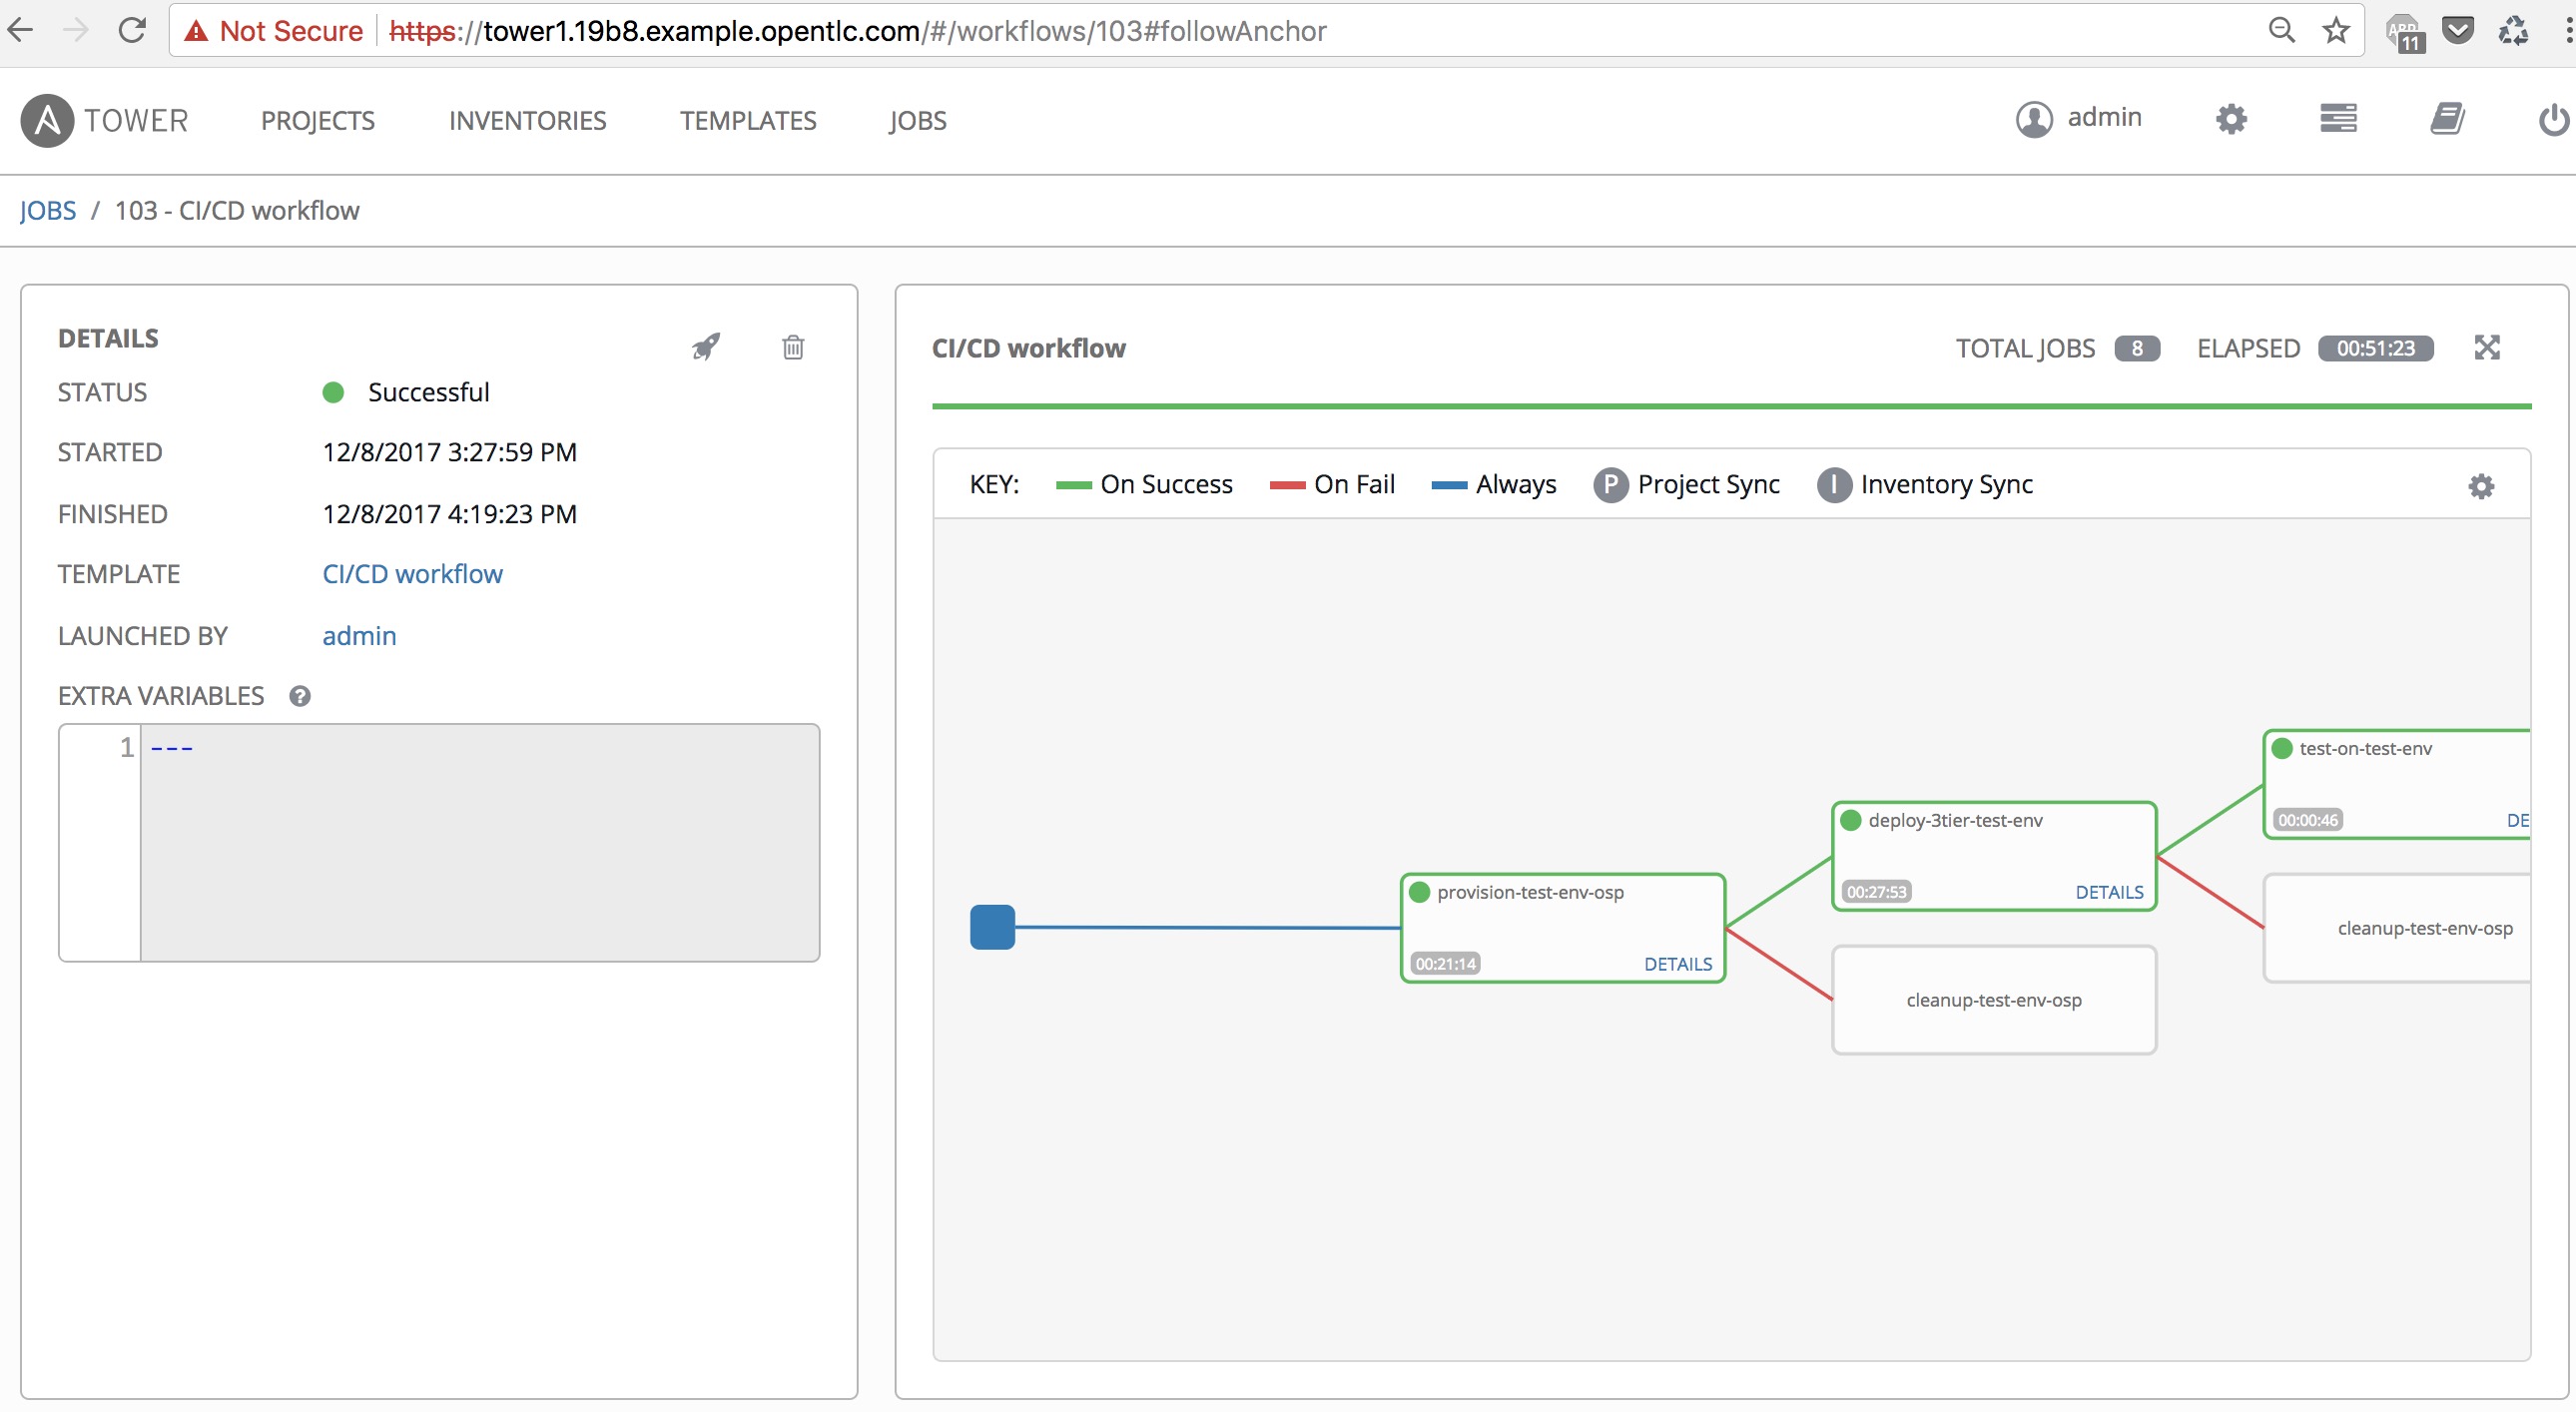 Not Secure https://tower1.19b8.example.opentlc.com/#/workflows/103#followAnchor
ABP 11
A TOWER PROJECTS INVENTORIES TEMPLATES JOBS admin
JOBS / 103 - CI/CD workflow
DETAILS
STATUS Successful
STARTED 12/8/2017 3:27:59 PM
FINISHED 12/8/2017 4:19:23 PM
TEMPLATE CI/CD workflow
LAUNCHED BY admin
EXTRA VARIABLES ?
1 ---
CI/CD workflow TOTAL JOBS 8 ELAPSED 00:51:23
KEY: On Success On Fail Always P Project Sync I Inventory Sync
provision-test-env-osp
00:21:14 DETAILS
deploy-3tier-test-env
00:27:53 DETAILS
cleanup-test-env-osp
test-on-test-env
00:00:46 DE
cleanup-test-env-osp